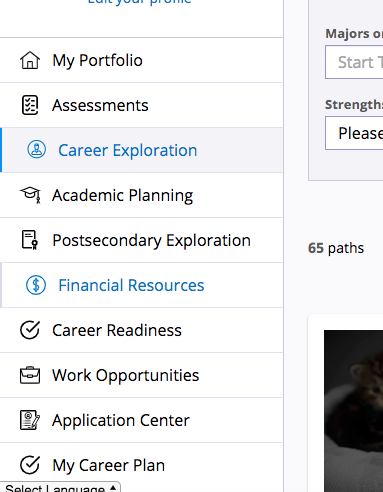 Edit your profile
My Portfolio
Assessments
Career Exploration
Academic Planning
Postsecondary Exploration
Financial Resources
Career Readiness
Work Opportunities
Application Center
My Career Plan
Select Language
Majors o
Start T
Strengths
Please
65 paths